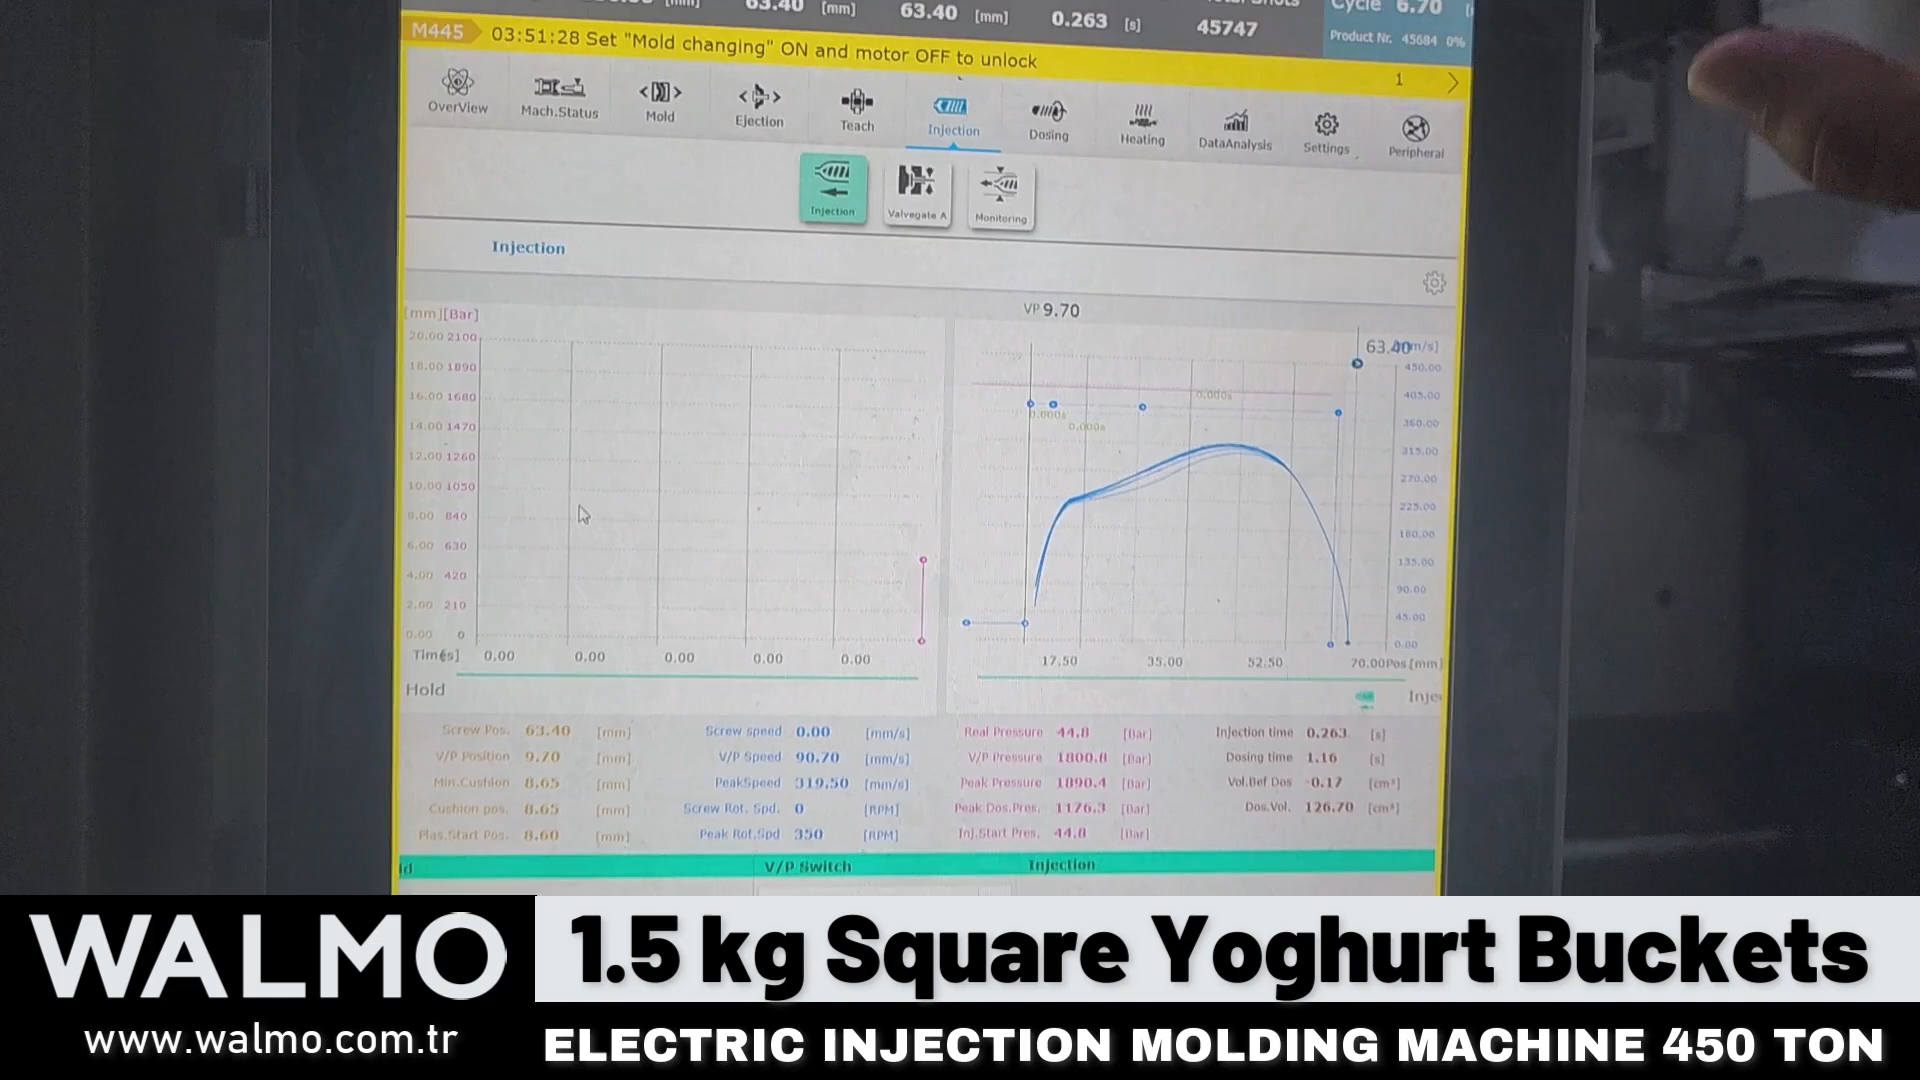 63.40 [mm] 63.40 [mm] 0.263 [s] 45747 Cycle 6.70
Product Nr. 45684 0%
M445 03:51:28 Set "Mold changing" ON and motor OFF to unlock 1
OverView Mach.Status Mold Ejection Teach Injection Dosing Heating DataAnalysis Settings Peripheral
Injection Valvegate A Monitoring
Injection
VP 9.70
[mm][Bar]
63.40
20.00 2100
18.00 1890
16.00 1680
14.00 1470
12.00 1260
10.00 1050
8.00 840
6.00 630
4.00 420
2.00 210
0.00 0
0.000s
0.000s
0.000s
450.00
405.00
360.00
315.00
270.00
225.00
180.00
135.00
90.00
45.00
0.00
0.00 0.00 0.00 0.00 0.00
17.50 35.00 52.50 70.00 Pos[mm]
Hold
Screw Pos. 63.40 [mm] Screw speed 0.00 [mm/s] Real Pressure 44.8 [Bar] Injection time 0.263 [s]
V/P Position 9.70 [mm] V/P Speed 90.70 [mm/s] V/P Pressure 1800.8 [Bar] Dosing time 1.16 [s]
Min.Cushion 8.65 [mm] PeakSpeed 319.50 [mm/s] Peak Pressure 1890.4 [Bar] Vol.Bef Dos -0.17 [cm³]
Cushion pos. 8.65 [mm] Screw Rot. Spd. 0 [RPM] Peak Dos.Pres. 1176.3 [Bar] Dos.Vol. 126.70 [cm³]
Plas.Start Pos. 8.60 [mm] Peak Rot.Spd 350 [RPM] Inj.Start Pres. 44.8 [Bar]
V/P Switch Injection
WALMO
www.walmo.com.tr
1.5 kg Square Yoghurt Buckets
ELECTRIC INJECTION MOLDING MACHINE 450 TON